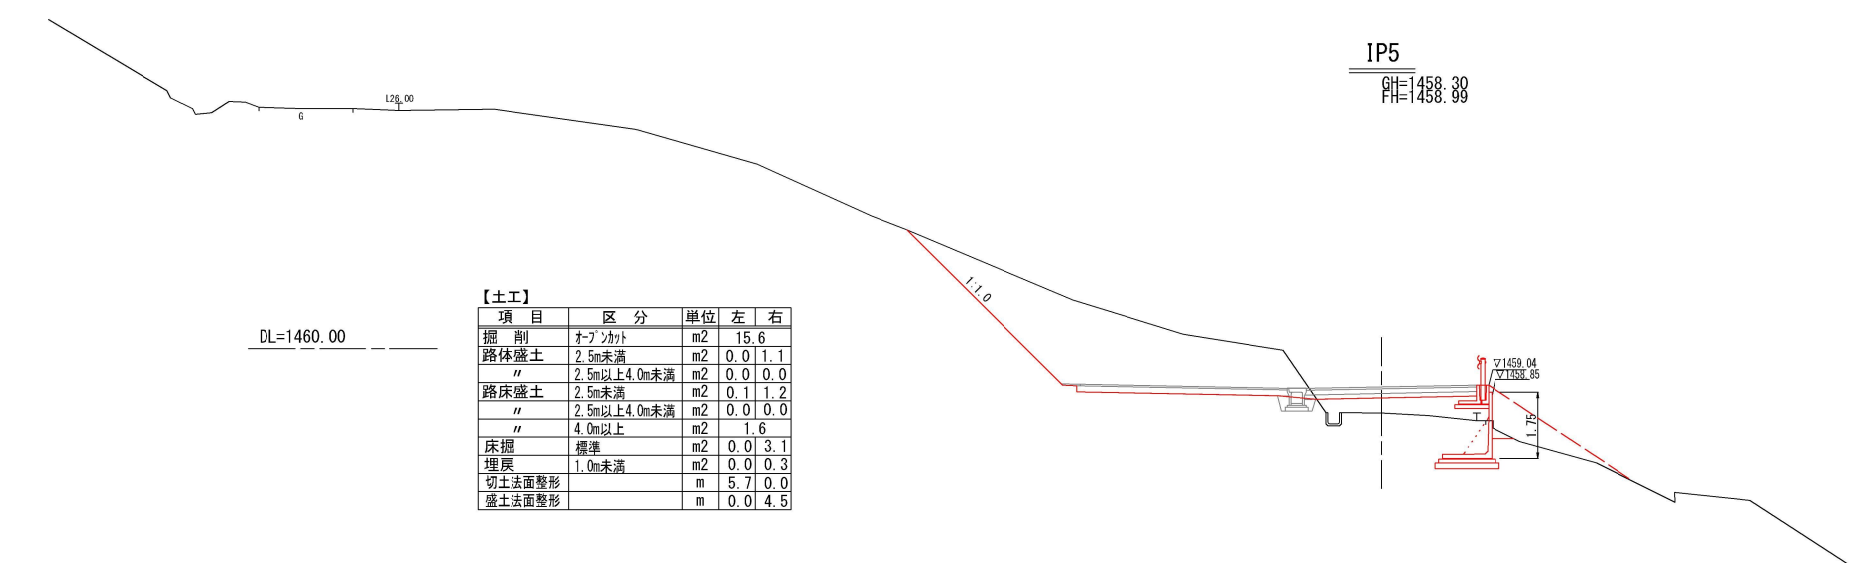 IP5
GH=1458.30
FH=1458.99
L26.00
G
1:1.0
DL=1460.00
▽1459.04
▽1458.85
1.75
【土工】
項 目 区 分 単位 左 右
掘 削 ｵｰﾌﾟﾝｶｯﾄ m2 15.6
路体盛土 2.5m未満 m2 0.0 1.1
〃 2.5m以上4.0m未満 m2 0.0 0.0
路床盛土 2.5m未満 m2 0.1 1.2
〃 2.5m以上4.0m未満 m2 0.0 0.0
〃 4.0m以上 m2 1.6
床掘 標準 m2 0.0 3.1
埋戻 1.0m未満 m2 0.0 0.3
切土法面整形 m 5.7 0.0
盛土法面整形 m 0.0 4.5